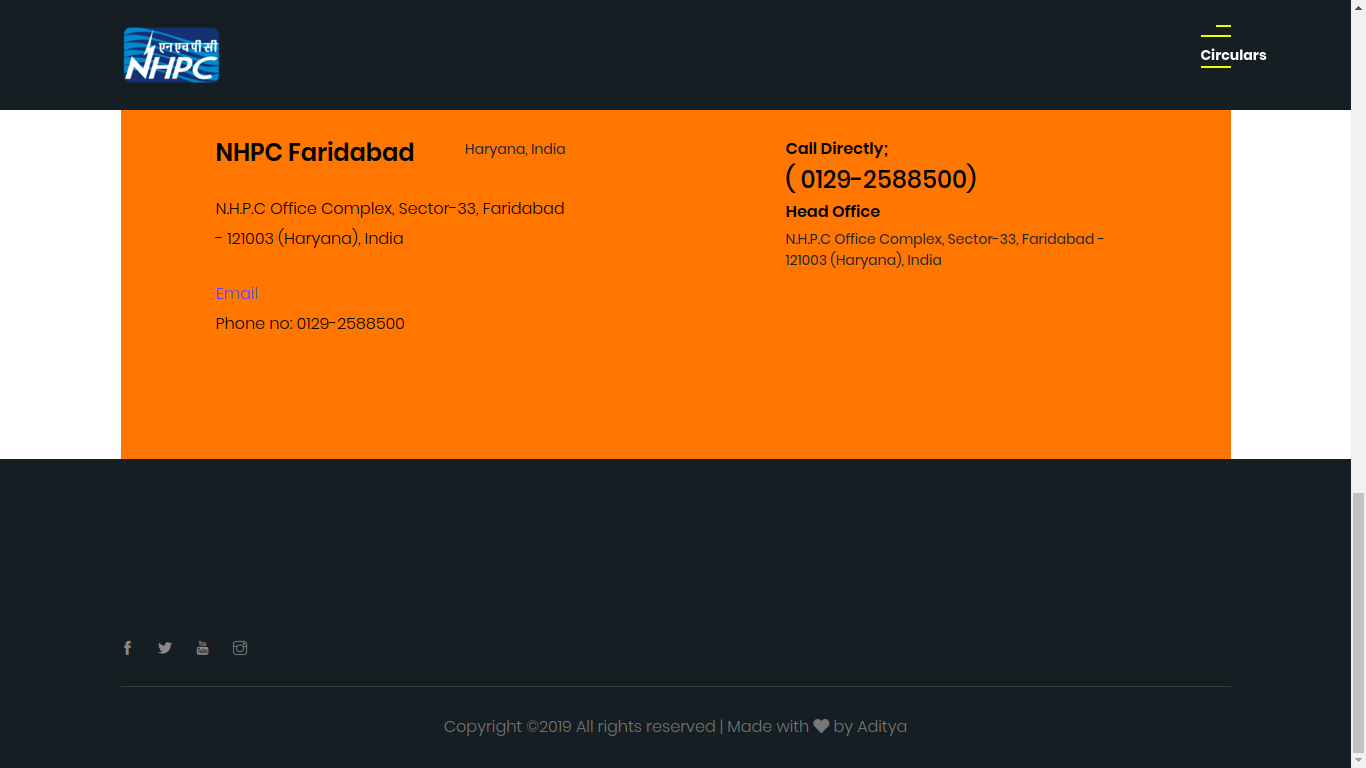 एन एच पी सी
NHPC
Circulars
NHPC Faridabad
Haryana, India
N.H.P.C Office Complex, Sector-33, Faridabad
- 121003 (Haryana), India
Email
Phone no: 0129-2588500
Call Directly;
( 0129-2588500)
Head Office
N.H.P.C Office Complex, Sector-33, Faridabad -
121003 (Haryana), India
Copyright ©2019 All rights reserved | Made with ♥ by Aditya